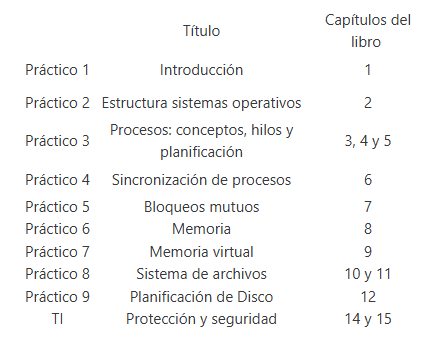 Título Capítulos del
libro
Práctico 1 Introducción 1
Práctico 2 Estructura sistemas operativos 2
Práctico 3 Procesos: conceptos, hilos y
planificación 3, 4 y 5
Práctico 4 Sincronización de procesos 6
Práctico 5 Bloqueos mutuos 7
Práctico 6 Memoria 8
Práctico 7 Memoria virtual 9
Práctico 8 Sistema de archivos 10 y 11
Práctico 9 Planificación de Disco 12
TI Protección y seguridad 14 y 15